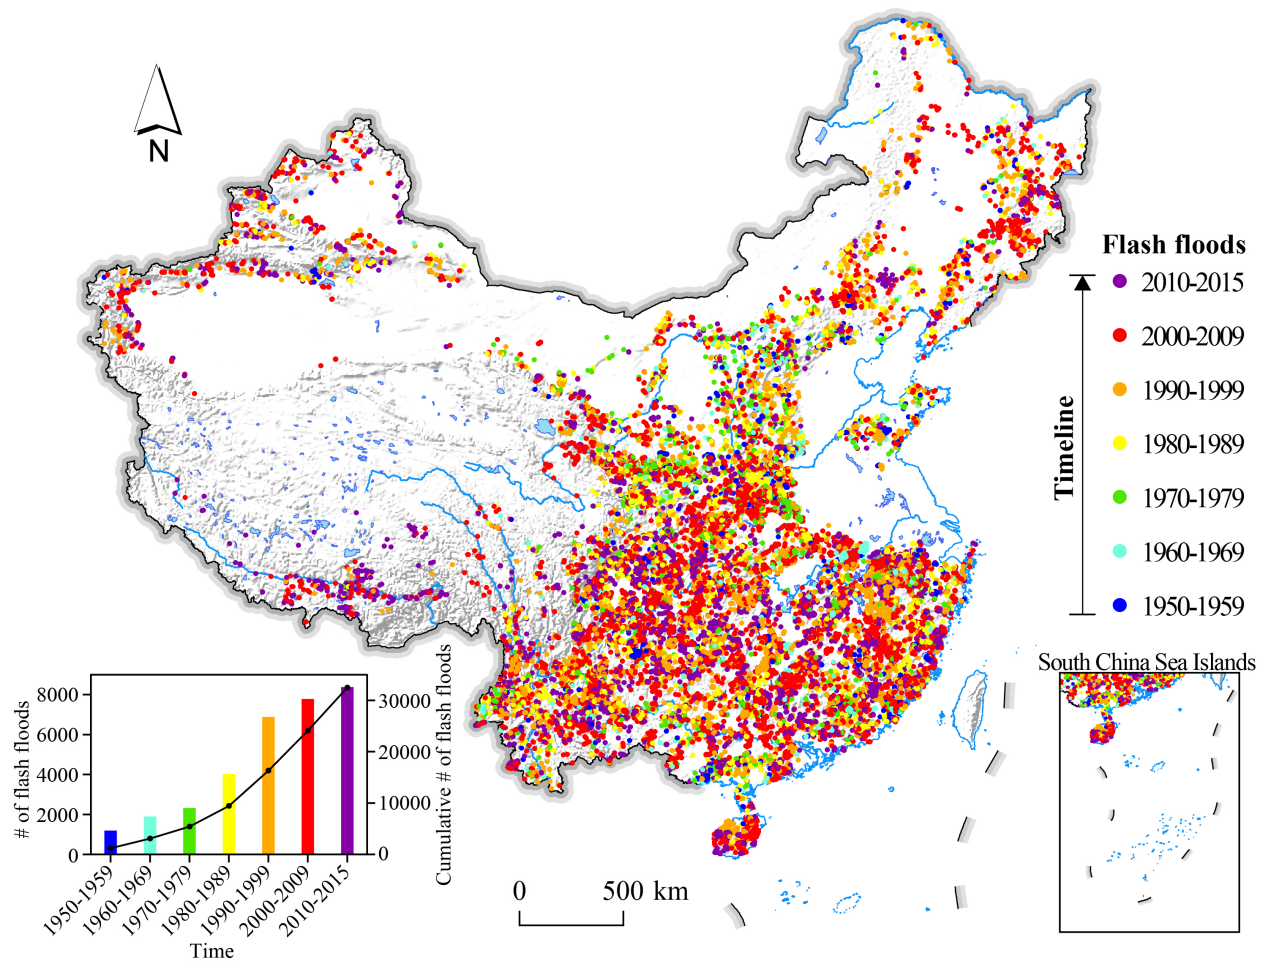 N
Flash floods
2010-2015
2000-2009
1990-1999
1980-1989
1970-1979
1960-1969
1950-1959
Timeline
South China Sea Islands
# of flash floods
8000
6000
4000
2000
0
Cumulative # of flash floods
30000
20000
10000
0
1950-1959
1960-1969
1970-1979
1980-1989
1990-1999
2000-2009
2010-2015
Time
0 500 km